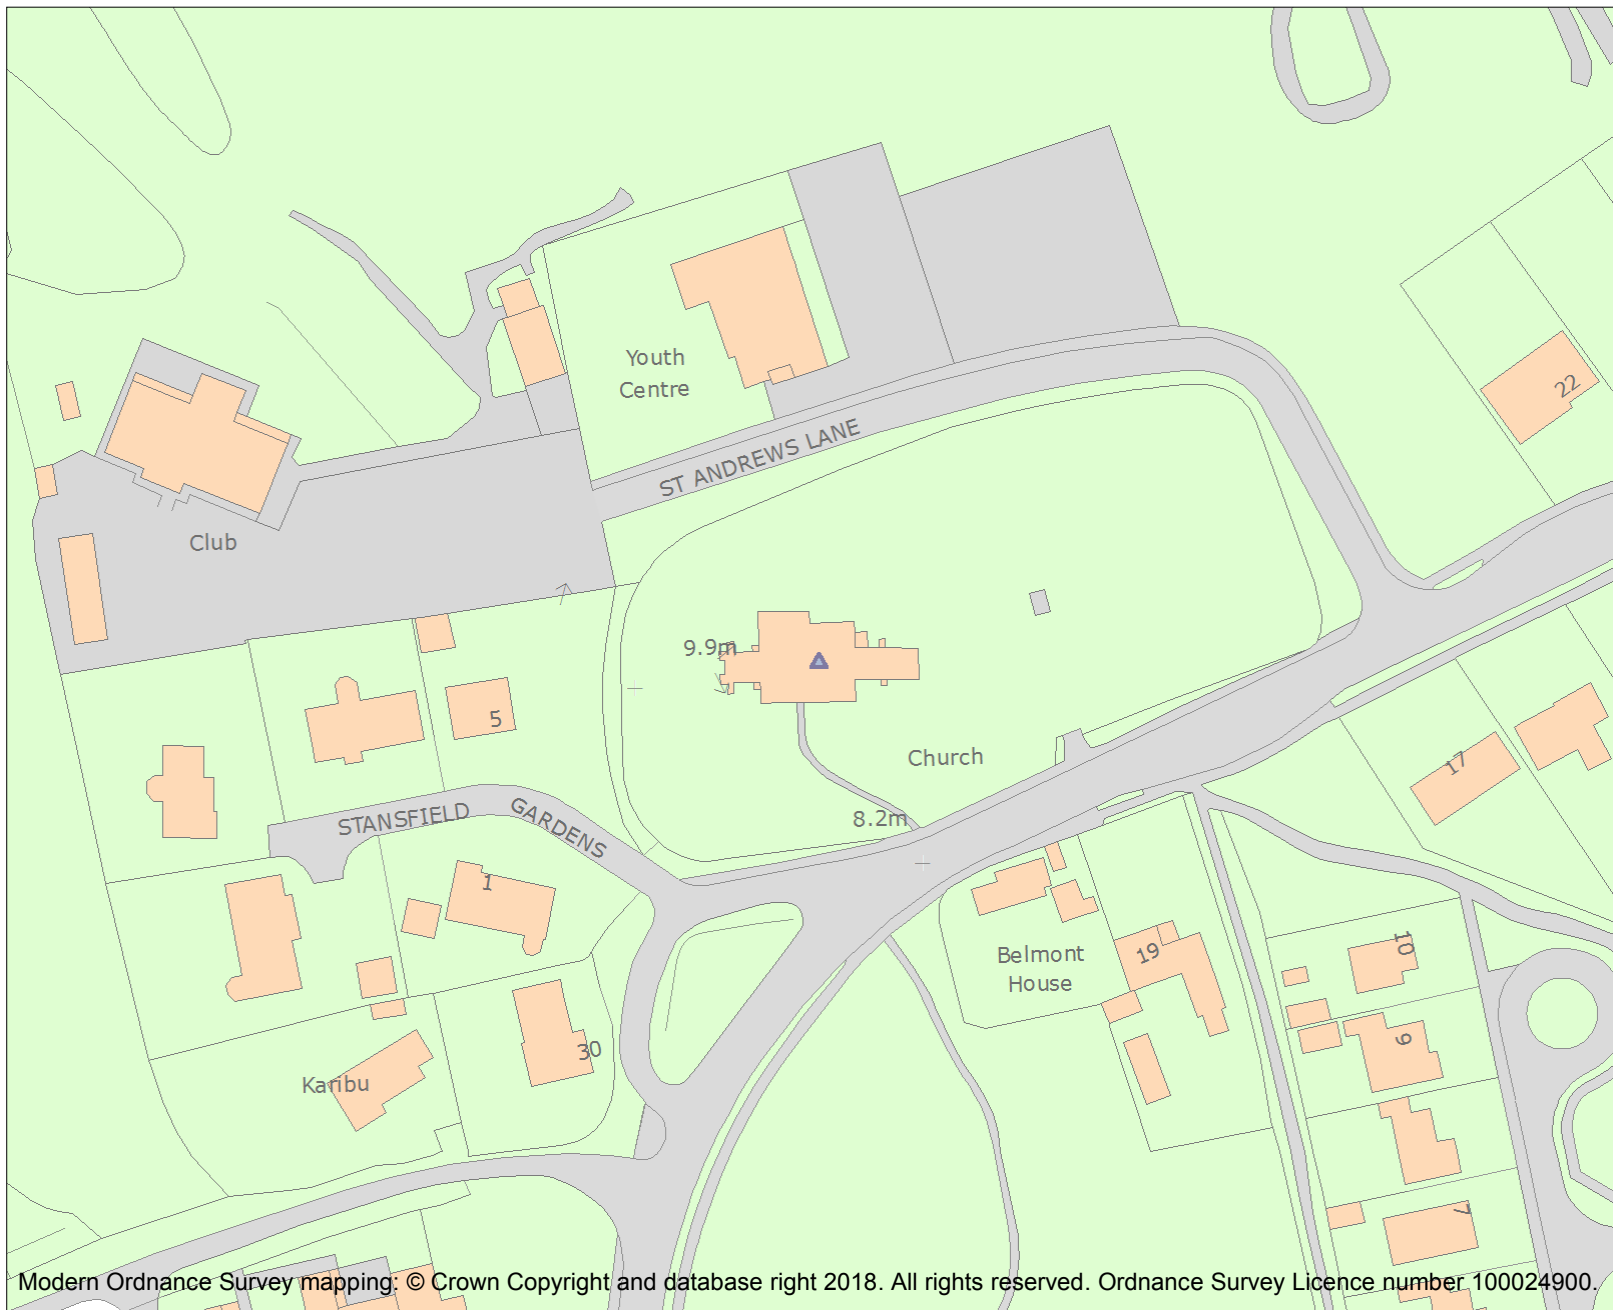 22
Youth
Centre
ST ANDREWS LANE
Club
9.9m
5
Church
17
STANSFIELD
GARDENS
8.2m
1
Belmont
House
19
10
30
9
Karibu
7
Modern Ordnance Survey mapping: © Crown Copyright and database right 2018. All rights reserved. Ordnance Survey Licence number 100024900.